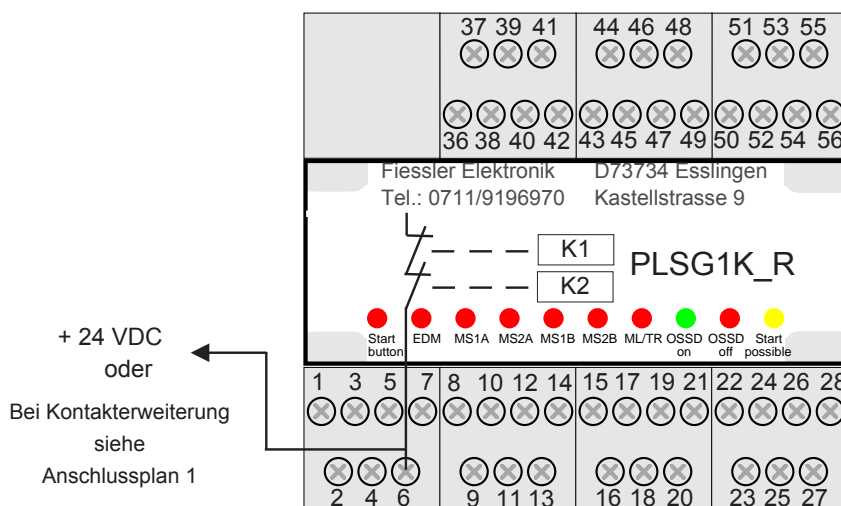 37 39 41 44 46 48 51 53 55
36 38 40 42 43 45 47 49 50 52 54 56
Fiessler Elektronik D73734 Esslingen
Tel.: 0711/9196970 Kastellstrasse 9
K1
K2
PLSG1K_R
Start button
EDM
MS1A
MS2A
MS1B
MS2B
ML/TR
OSSD on
OSSD off
Start possible
+ 24 VDC
oder
Bei Kontakterweiterung
siehe
Anschlussplan 1
1 3 5 7 8 10 12 14 15 17 19 21 22 24 26 28
2 4 6 9 11 13 16 18 20 23 25 27